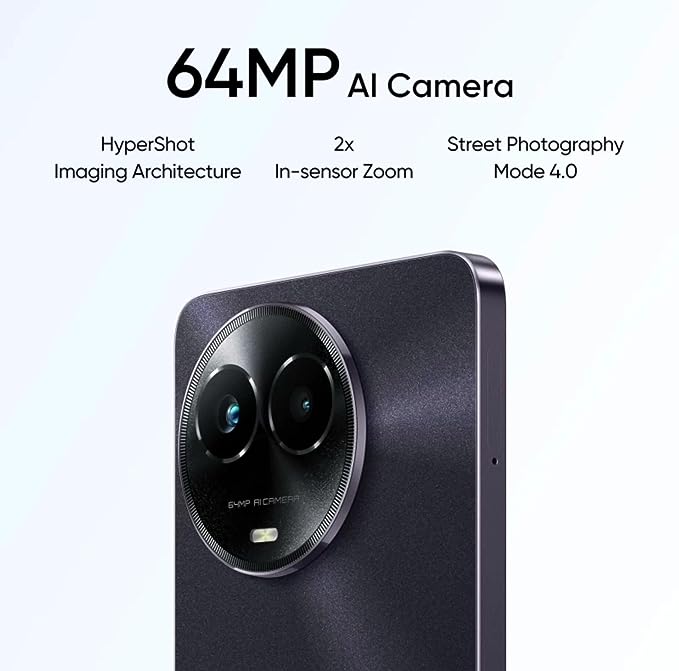 64MP AI Camera
HyperShot
Imaging Architecture
2x
In-sensor Zoom
Street Photography
Mode 4.0
64MP AI CAMERA